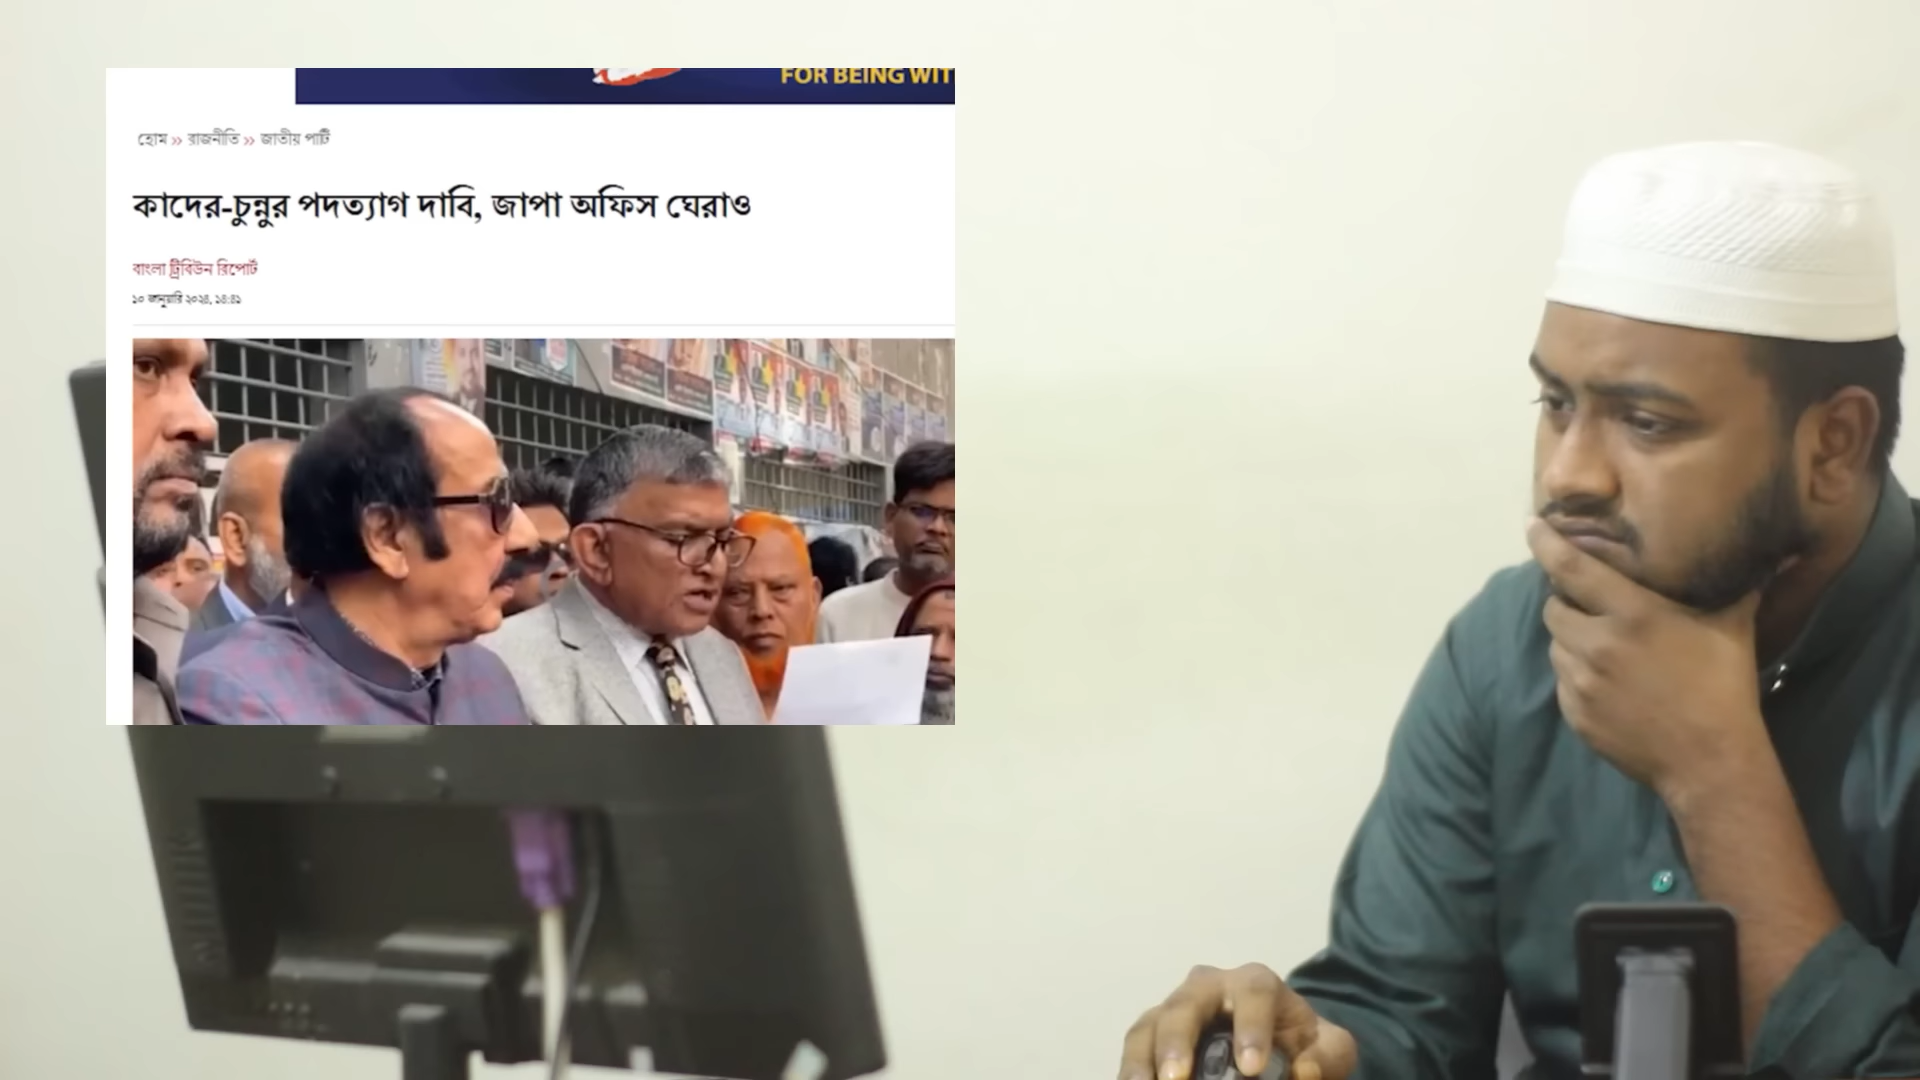 FOR BEING WIT
হোম » রাজনীতি » জাতীয় পার্টি
কাদের-চুন্নুর পদত্যাগ দাবি, জাপা অফিস ঘেরাও
বাংলা ট্রিবিউন রিপোর্ট
১০ জানুয়ারি ২০২৪, ১৪:৪১